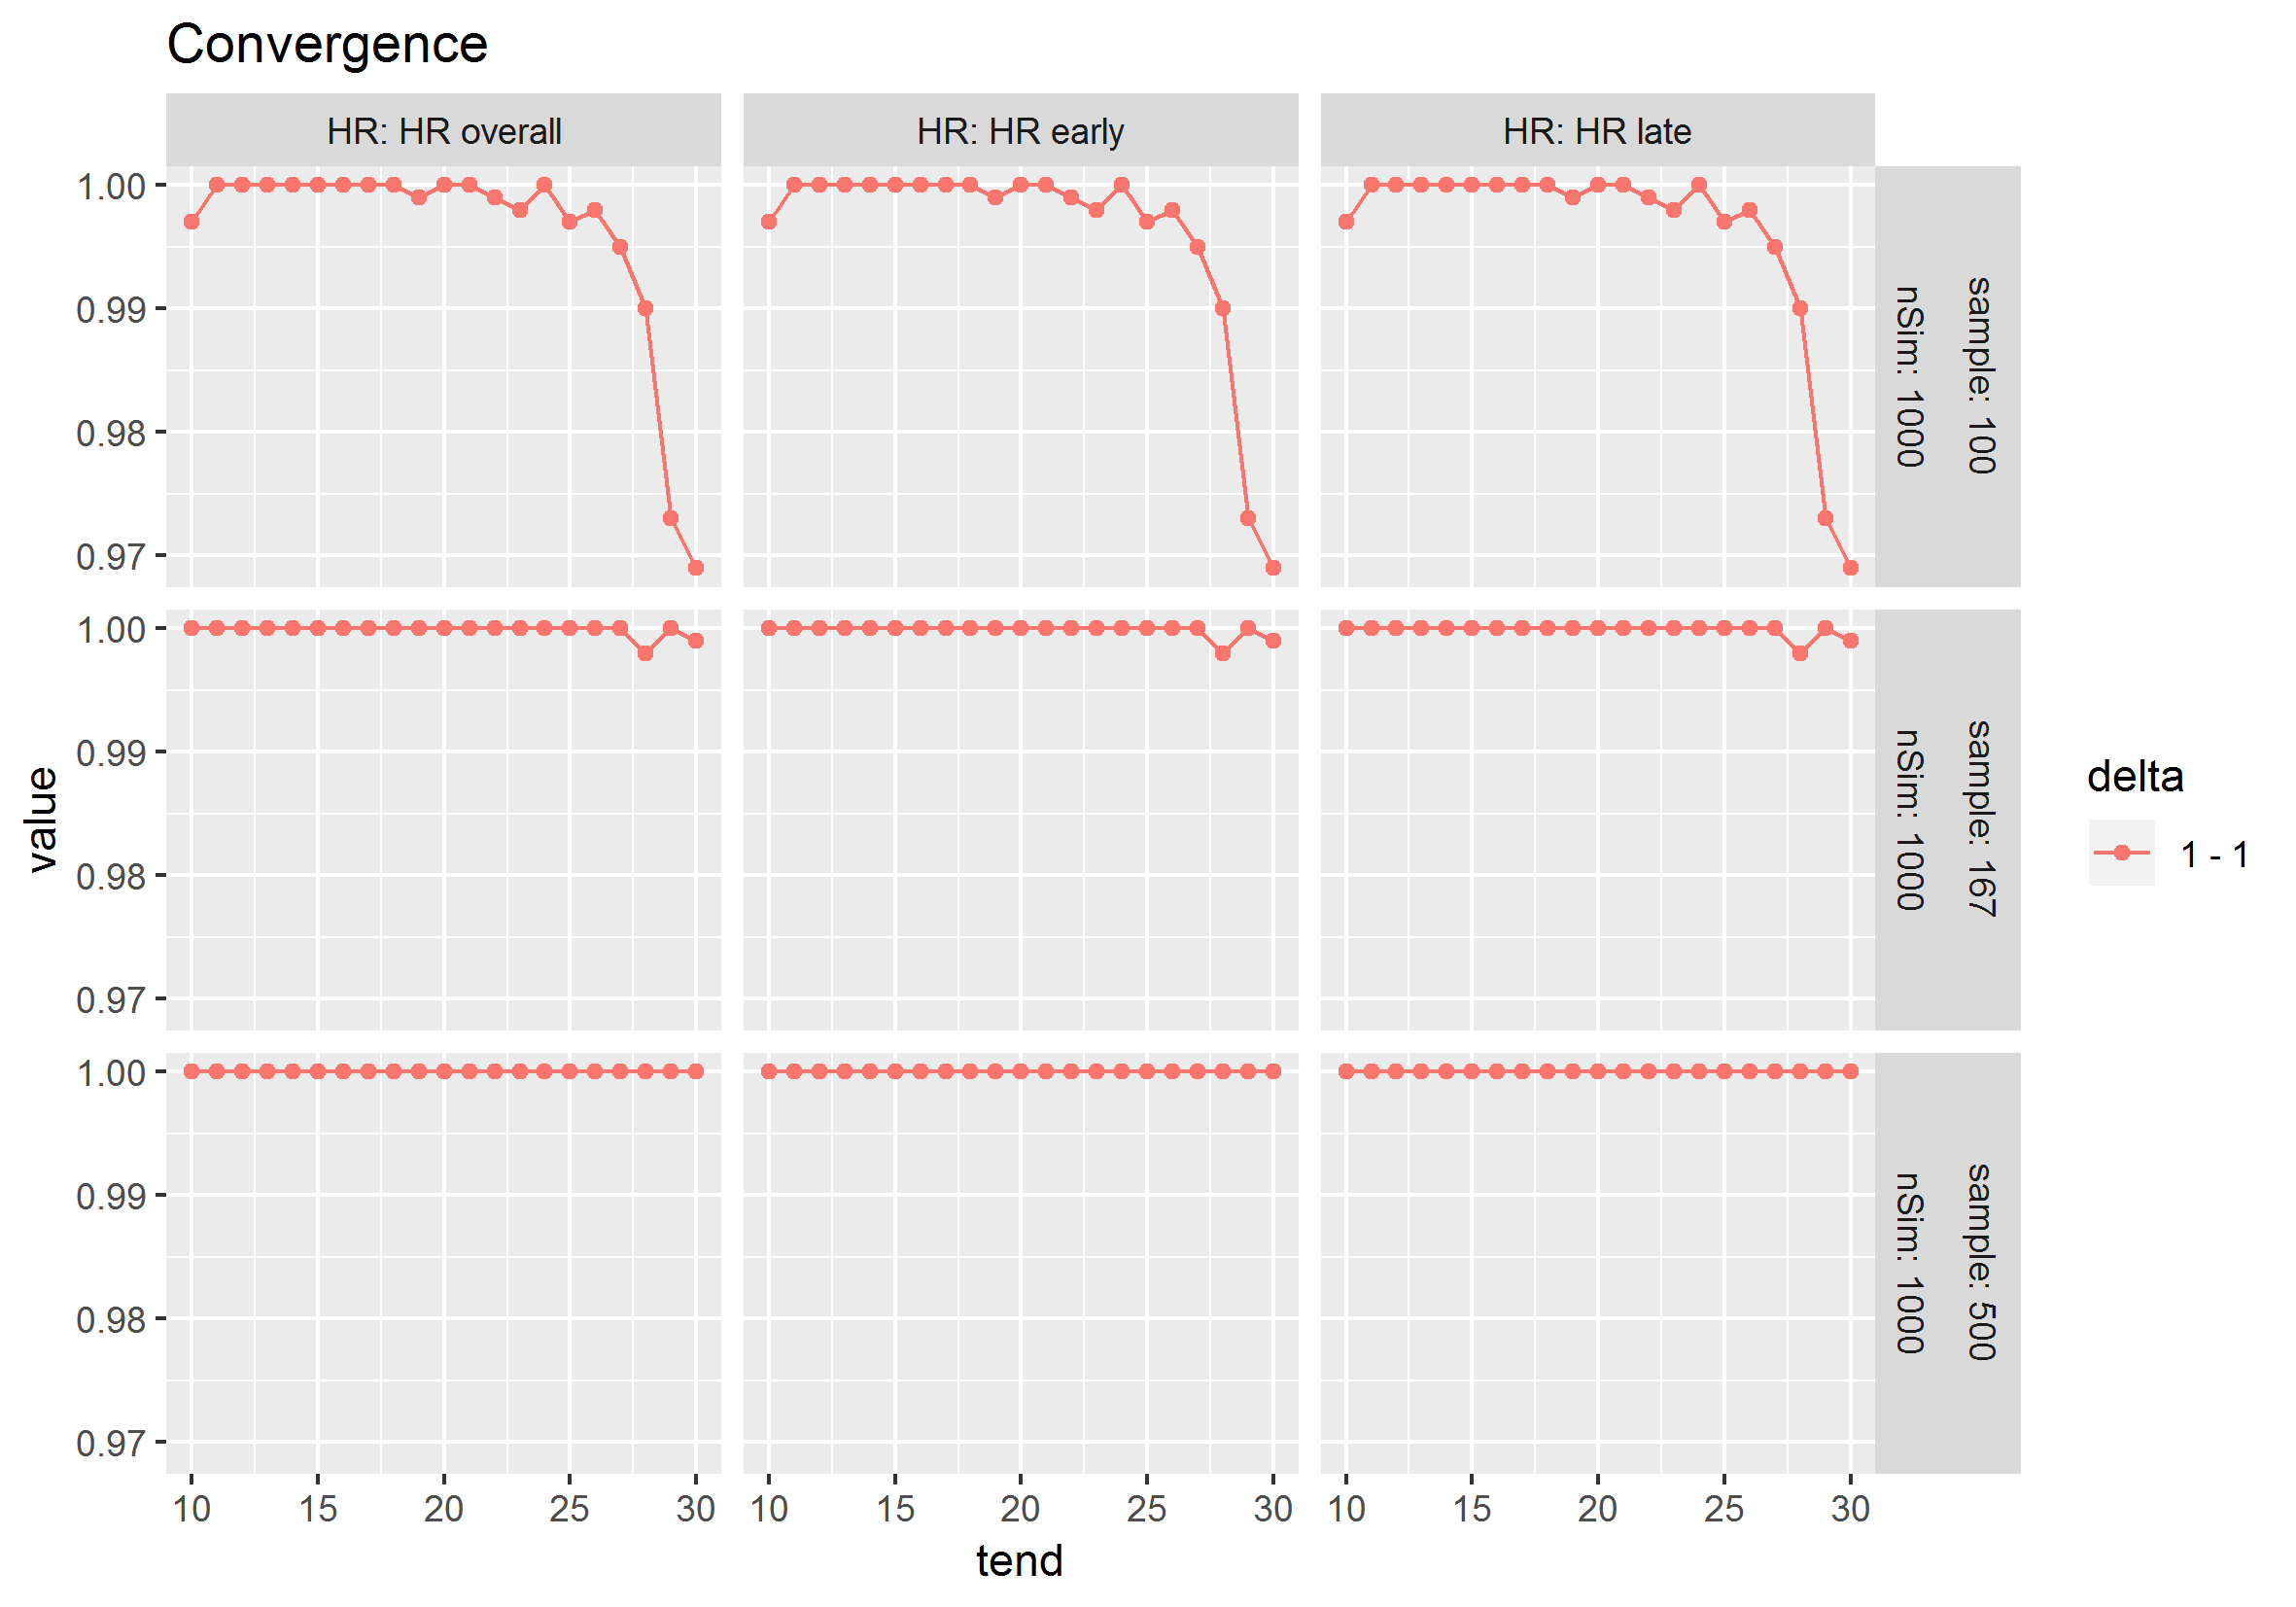 Convergence
HR: HR overall
HR: HR early
HR: HR late
1.00
0.99
0.98
0.97
sample: 100
nSim: 1000
1.00
0.99
0.98
0.97
sample: 167
nSim: 1000
1.00
0.99
0.98
0.97
sample: 500
nSim: 1000
value
10 15 20 25 30
10 15 20 25 30
10 15 20 25 30
tend
delta
1 - 1